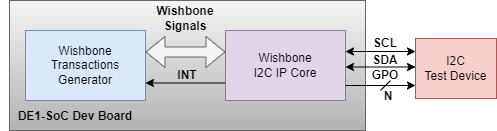 Wishbone
Signals
Wishbone
Transactions
Generator
INT
Wishbone
I2C IP Core
SCL
SDA
GPO
N
I2C
Test Device
DE1-SoC Dev Board